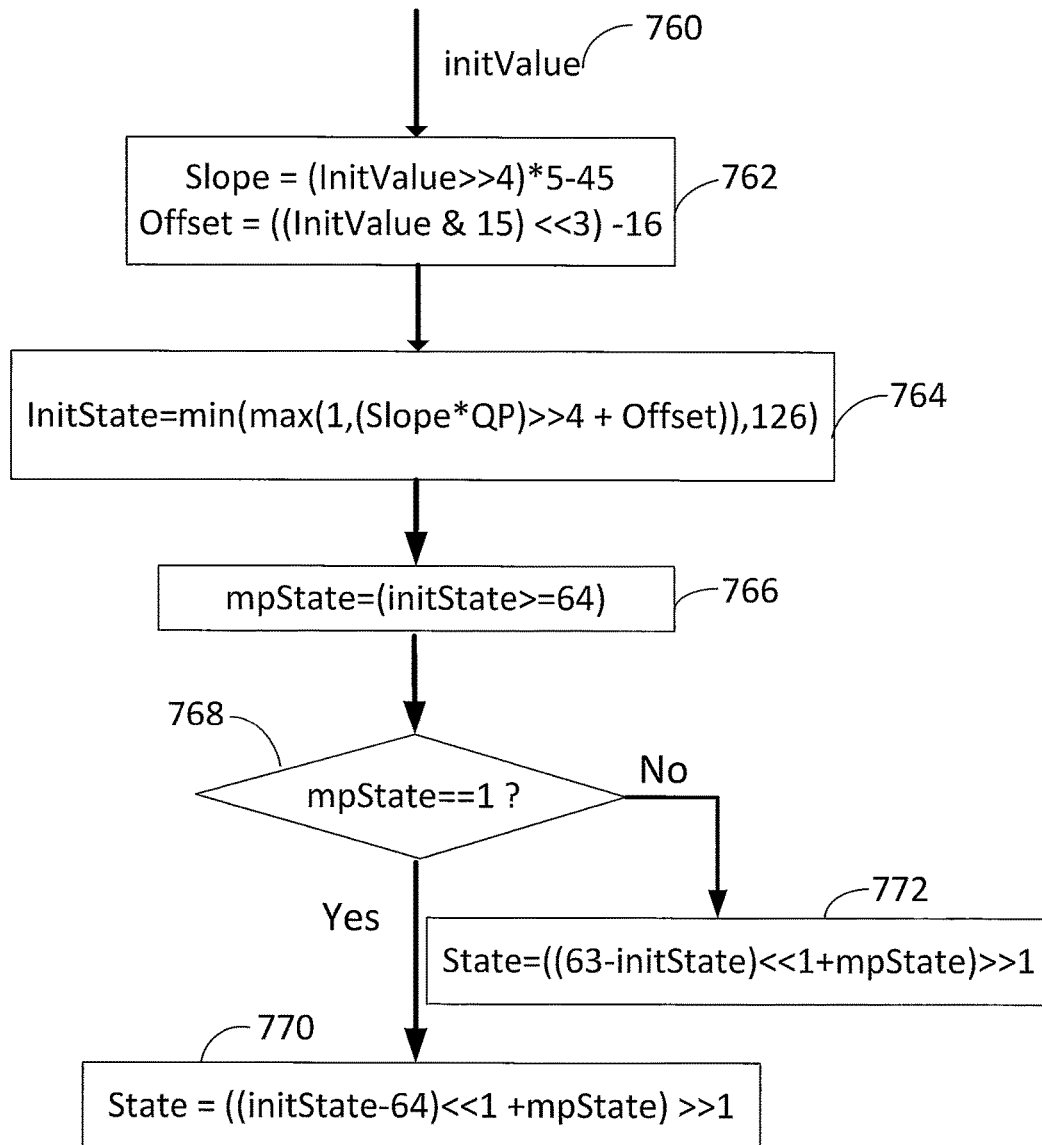 760
initValue
Slope = (InitValue>>4)*5-45
Offset = ((InitValue & 15) <<3) -16
762
InitState=min(max(1,(Slope*QP)>>4 + Offset)),126)
764
mpState=(initState>=64)
766
768
mpState==1 ?
No
Yes
772
State=((63-initState)<<1+mpState)>>1
770
State = ((initState-64)<<1 +mpState) >>1